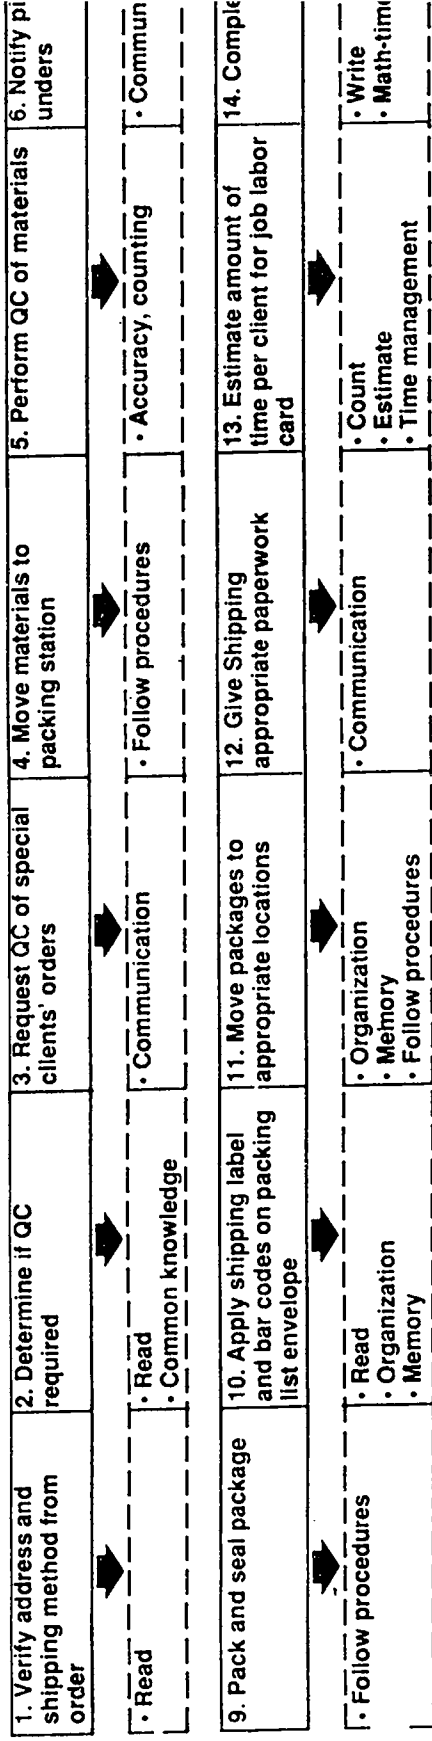 1. Verify address and
shipping method from
order
2. Determine if QC
required
3. Request QC of special
clients' orders
4. Move materials to
packing station
5. Perform QC of materials
6. Notify pi
unders
• Read
• Read
• Common knowledge
• Communication
• Follow procedures
• Accuracy, counting
• Commun
9. Pack and seal package
10. Apply shipping label
and bar codes on packing
list envelope
11. Move packages to
appropriate locations
12. Give Shipping
appropriate paperwork
13. Estimate amount of
time per client for job labor
card
14. Comple
• Follow procedures
• Read
• Organization
• Memory
• Organization
• Memory
• Follow procedures
• Communication
• Count
• Estimate
• Time management
• Write
• Math-time